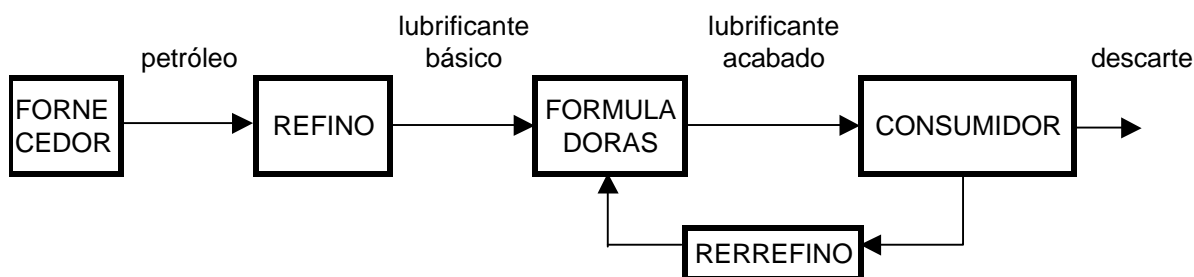 petróleo
lubrificante
básico
lubrificante
acabado
descarte
FORNE
CEDOR
REFINO
FORMULA
DORAS
CONSUMIDOR
RERREFINO